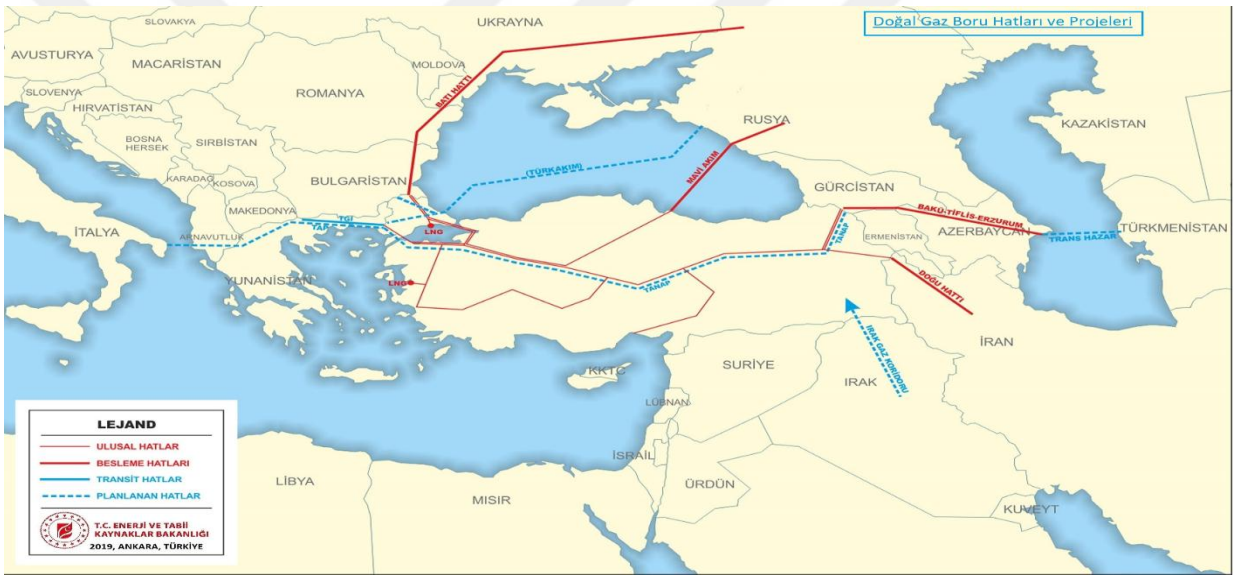 Doğal Gaz Boru Hatları ve Projeleri
SLOVAKYA
UKRAYNA
AVUSTURYA
MACARİSTAN
MOLDOVA
SLOVENYA
HIRVATİSTAN
ROMANYA
BATI HATTI
KAZAKİSTAN
RUSYA
BOSNA
HERSEK
SIRBİSTAN
(TÜRKAKIM)
MAVİ AKIM
KARADAĞ
KOSOVA
BULGARİSTAN
GÜRCİSTAN
MAKEDONYA
TGI
TAP
BAKÜ-TİFLİS-ERZURUM
İTALYA
ARNAVUTLUK
LNG
TANAP
ERMENİSTAN
AZERBAYCAN
TRANS HAZAR
TÜRKMENİSTAN
YUNANİSTAN
LNG
TANAP
DOĞU HATTI
IRAK GAZ KORİDORU
İRAN
KKTC
SURİYE
IRAK
LÜBNAN
İSRAİL
ÜRDÜN
LİBYA
MISIR
KUVEYT
LEJAND
ULUSAL HATLAR
BESLEME HATLARI
TRANSİT HATLAR
PLANLANAN HATLAR
T.C. ENERJİ VE TABİİ
KAYNAKLAR BAKANLIĞI
2019, ANKARA, TÜRKİYE